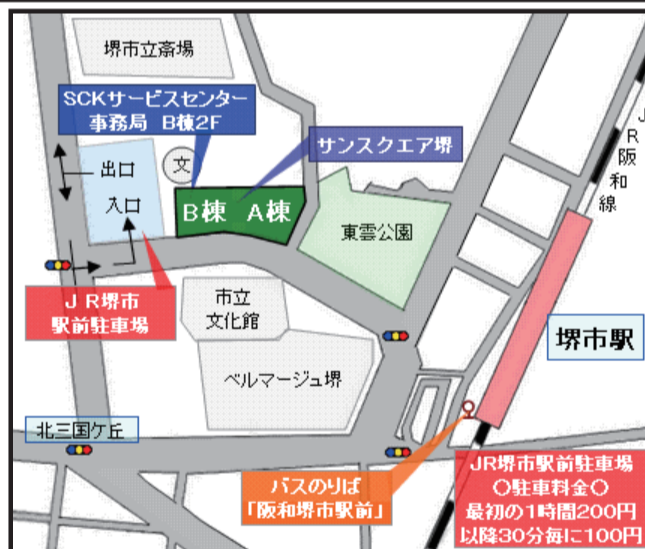 堺市立斎場
SCKサービスセンター
事務局 B棟2F
サンスクエア堺
JR阪和線
出口
文
入口
B棟 A棟
東雲公園
JR堺市
駅前駐車場
市立
文化館
堺市駅
ベルマージュ堺
北三国ケ丘
バスのりば
「阪和堺市駅前」
JR堺市駅前駐車場
○駐車料金○
最初の1時間200円
以降30分毎に100円